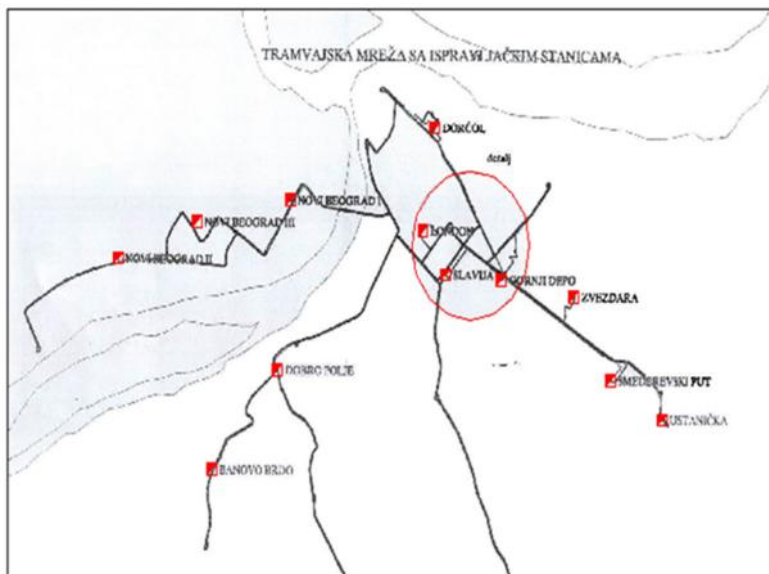 TRAMVAJSKA MREŽA SA ISPRAVLJAČKIM STANICAMA
DORĆOL
detalj
NOVI BEOGRAD I
NOVI BEOGRAD III
LONDON
NOVI BEOGRAD II
SLAVIJA
GORNJI DEPO
ZVEZDARA
DOBRO POLJE
SMEDEREVSKI PUT
USTANIČKA
BANOVO BRDO